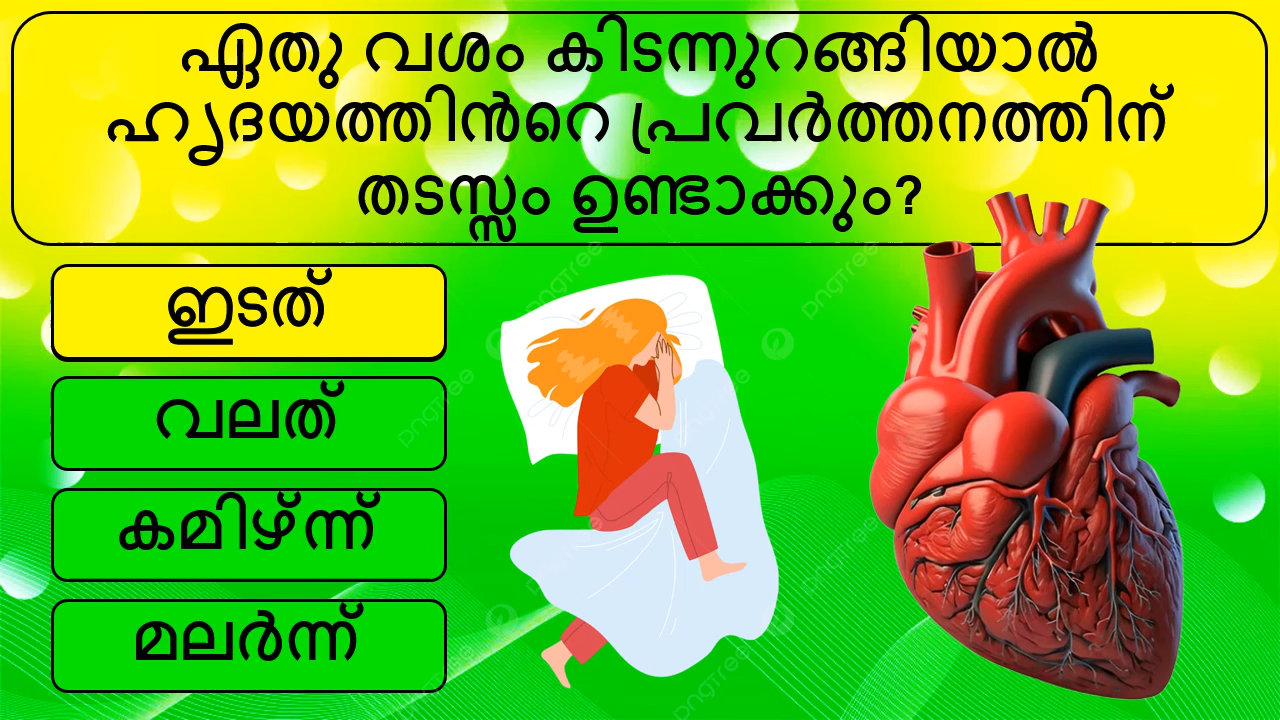 ഏതു വശം കിടന്നുറങ്ങിയാൽ
ഹൃദയത്തിൻറെ പ്രവർത്തനത്തിന്
തടസ്സം ഉണ്ടാക്കും?
ഇടത്
വലത്
കമിഴ്ന്ന്
മലർന്ന്